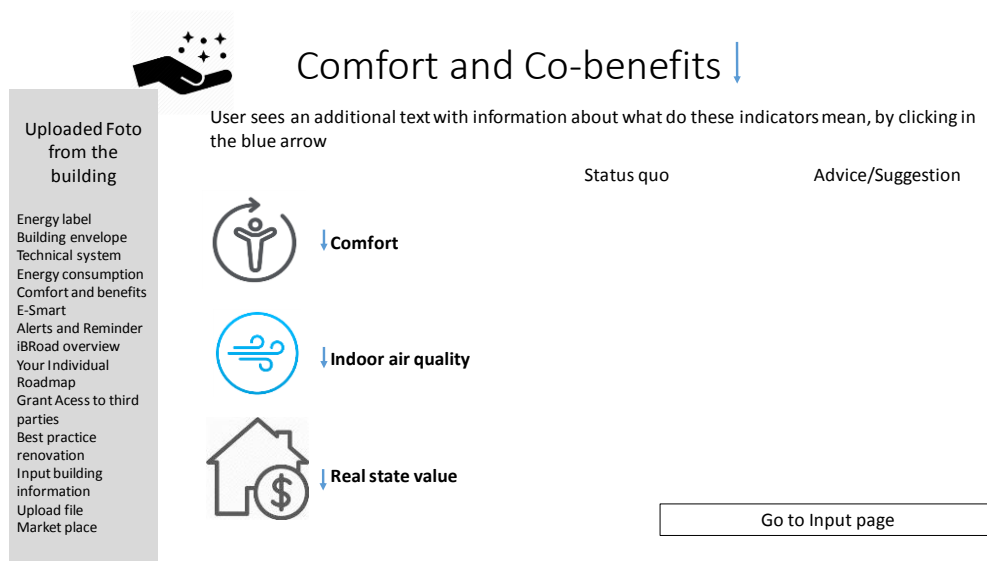 Comfort and Co-benefits
User sees an additional text with information about what do these indicators mean, by clicking in
the blue arrow
Uploaded Foto
from the
building
Energy label
Building envelope
Technical system
Energy consumption
Comfort and benefits
E-Smart
Alerts and Reminder
iBRoad overview
Your Individual
Roadmap
Grant Acess to third
parties
Best practice
renovation
Input building
information
Upload file
Market place
Status quo
Advice/Suggestion
Comfort
Indoor air quality
$
Real state value
Go to Input page